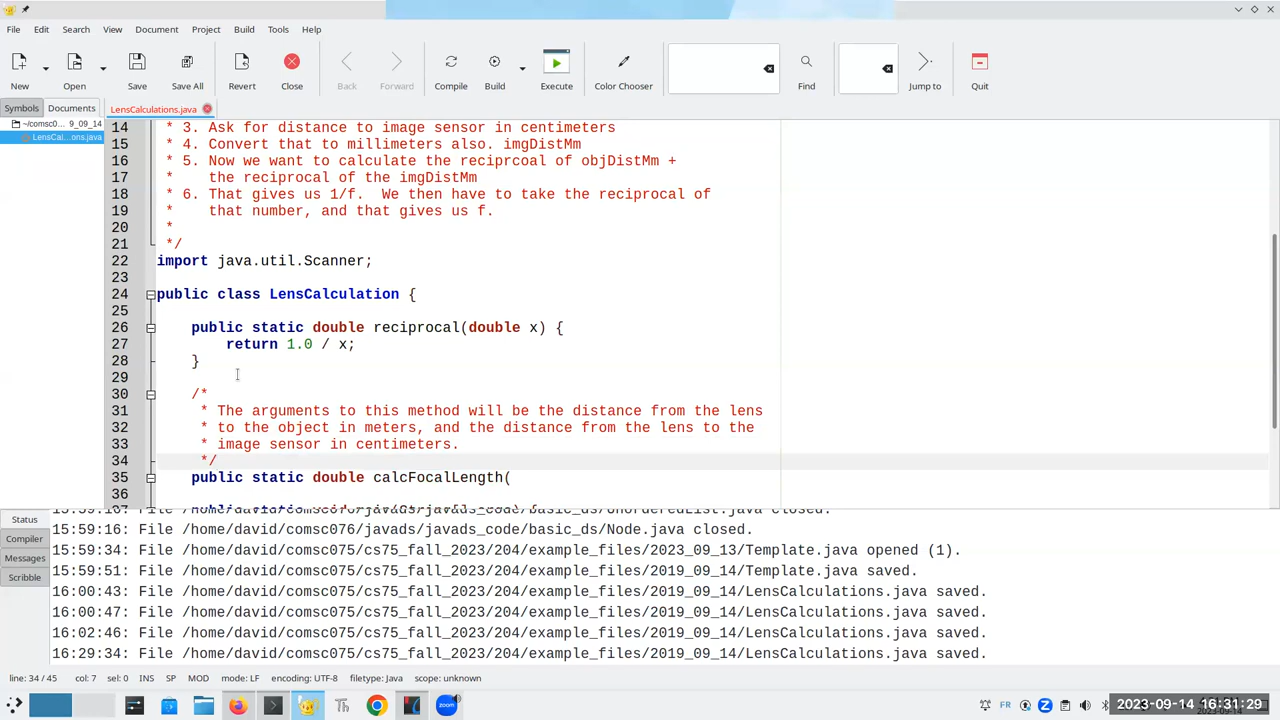 File Edit Search View Document Project Build Tools Help
New Open Save Save All Revert Close Back Forward Compile Build Execute Color Chooser Find Jump to Quit
Symbols Documents LensCalculations.java
~/comsc0... 9_09_14
LensCal...ons.java
14 * 3. Ask for distance to image sensor in centimeters
15 * 4. Convert that to millimeters also. imgDistMm
16 * 5. Now we want to calculate the reciprcoal of objDistMm +
17 * the reciprocal of the imgDistMm
18 * 6. That gives us 1/f. We then have to take the reciprocal of
19 * that number, and that gives us f.
20 *
21 */
22 import java.util.Scanner;
23
24 public class LensCalculation {
25
26 public static double reciprocal(double x) {
27 return 1.0 / x;
28 }
29
30 /*
31 * The arguments to this method will be the distance from the lens
32 * to the object in meters, and the distance from the lens to the
33 * image sensor in centimeters.
34 */
35 public static double calcFocalLength(
36
Status
Compiler
Messages
Scribble
15:59:16: File /home/david/comsc076/javads/javads_code/basic_ds/Node.java closed.
15:59:34: File /home/david/comsc075/cs75_fall_2023/204/example_files/2023_09_13/Template.java opened (1).
15:59:51: File /home/david/comsc075/cs75_fall_2023/204/example_files/2019_09_14/Template.java saved.
16:00:43: File /home/david/comsc075/cs75_fall_2023/204/example_files/2019_09_14/LensCalculations.java saved.
16:00:47: File /home/david/comsc075/cs75_fall_2023/204/example_files/2019_09_14/LensCalculations.java saved.
16:02:46: File /home/david/comsc075/cs75_fall_2023/204/example_files/2019_09_14/LensCalculations.java saved.
16:29:34: File /home/david/comsc075/cs75_fall_2023/204/example_files/2019_09_14/LensCalculations.java saved.
line: 34 / 45 col: 7 sel: 0 INS SP MOD mode: LF encoding: UTF-8 filetype: Java scope: unknown
Th zoom FR Z 2023-09-14 16:31:29